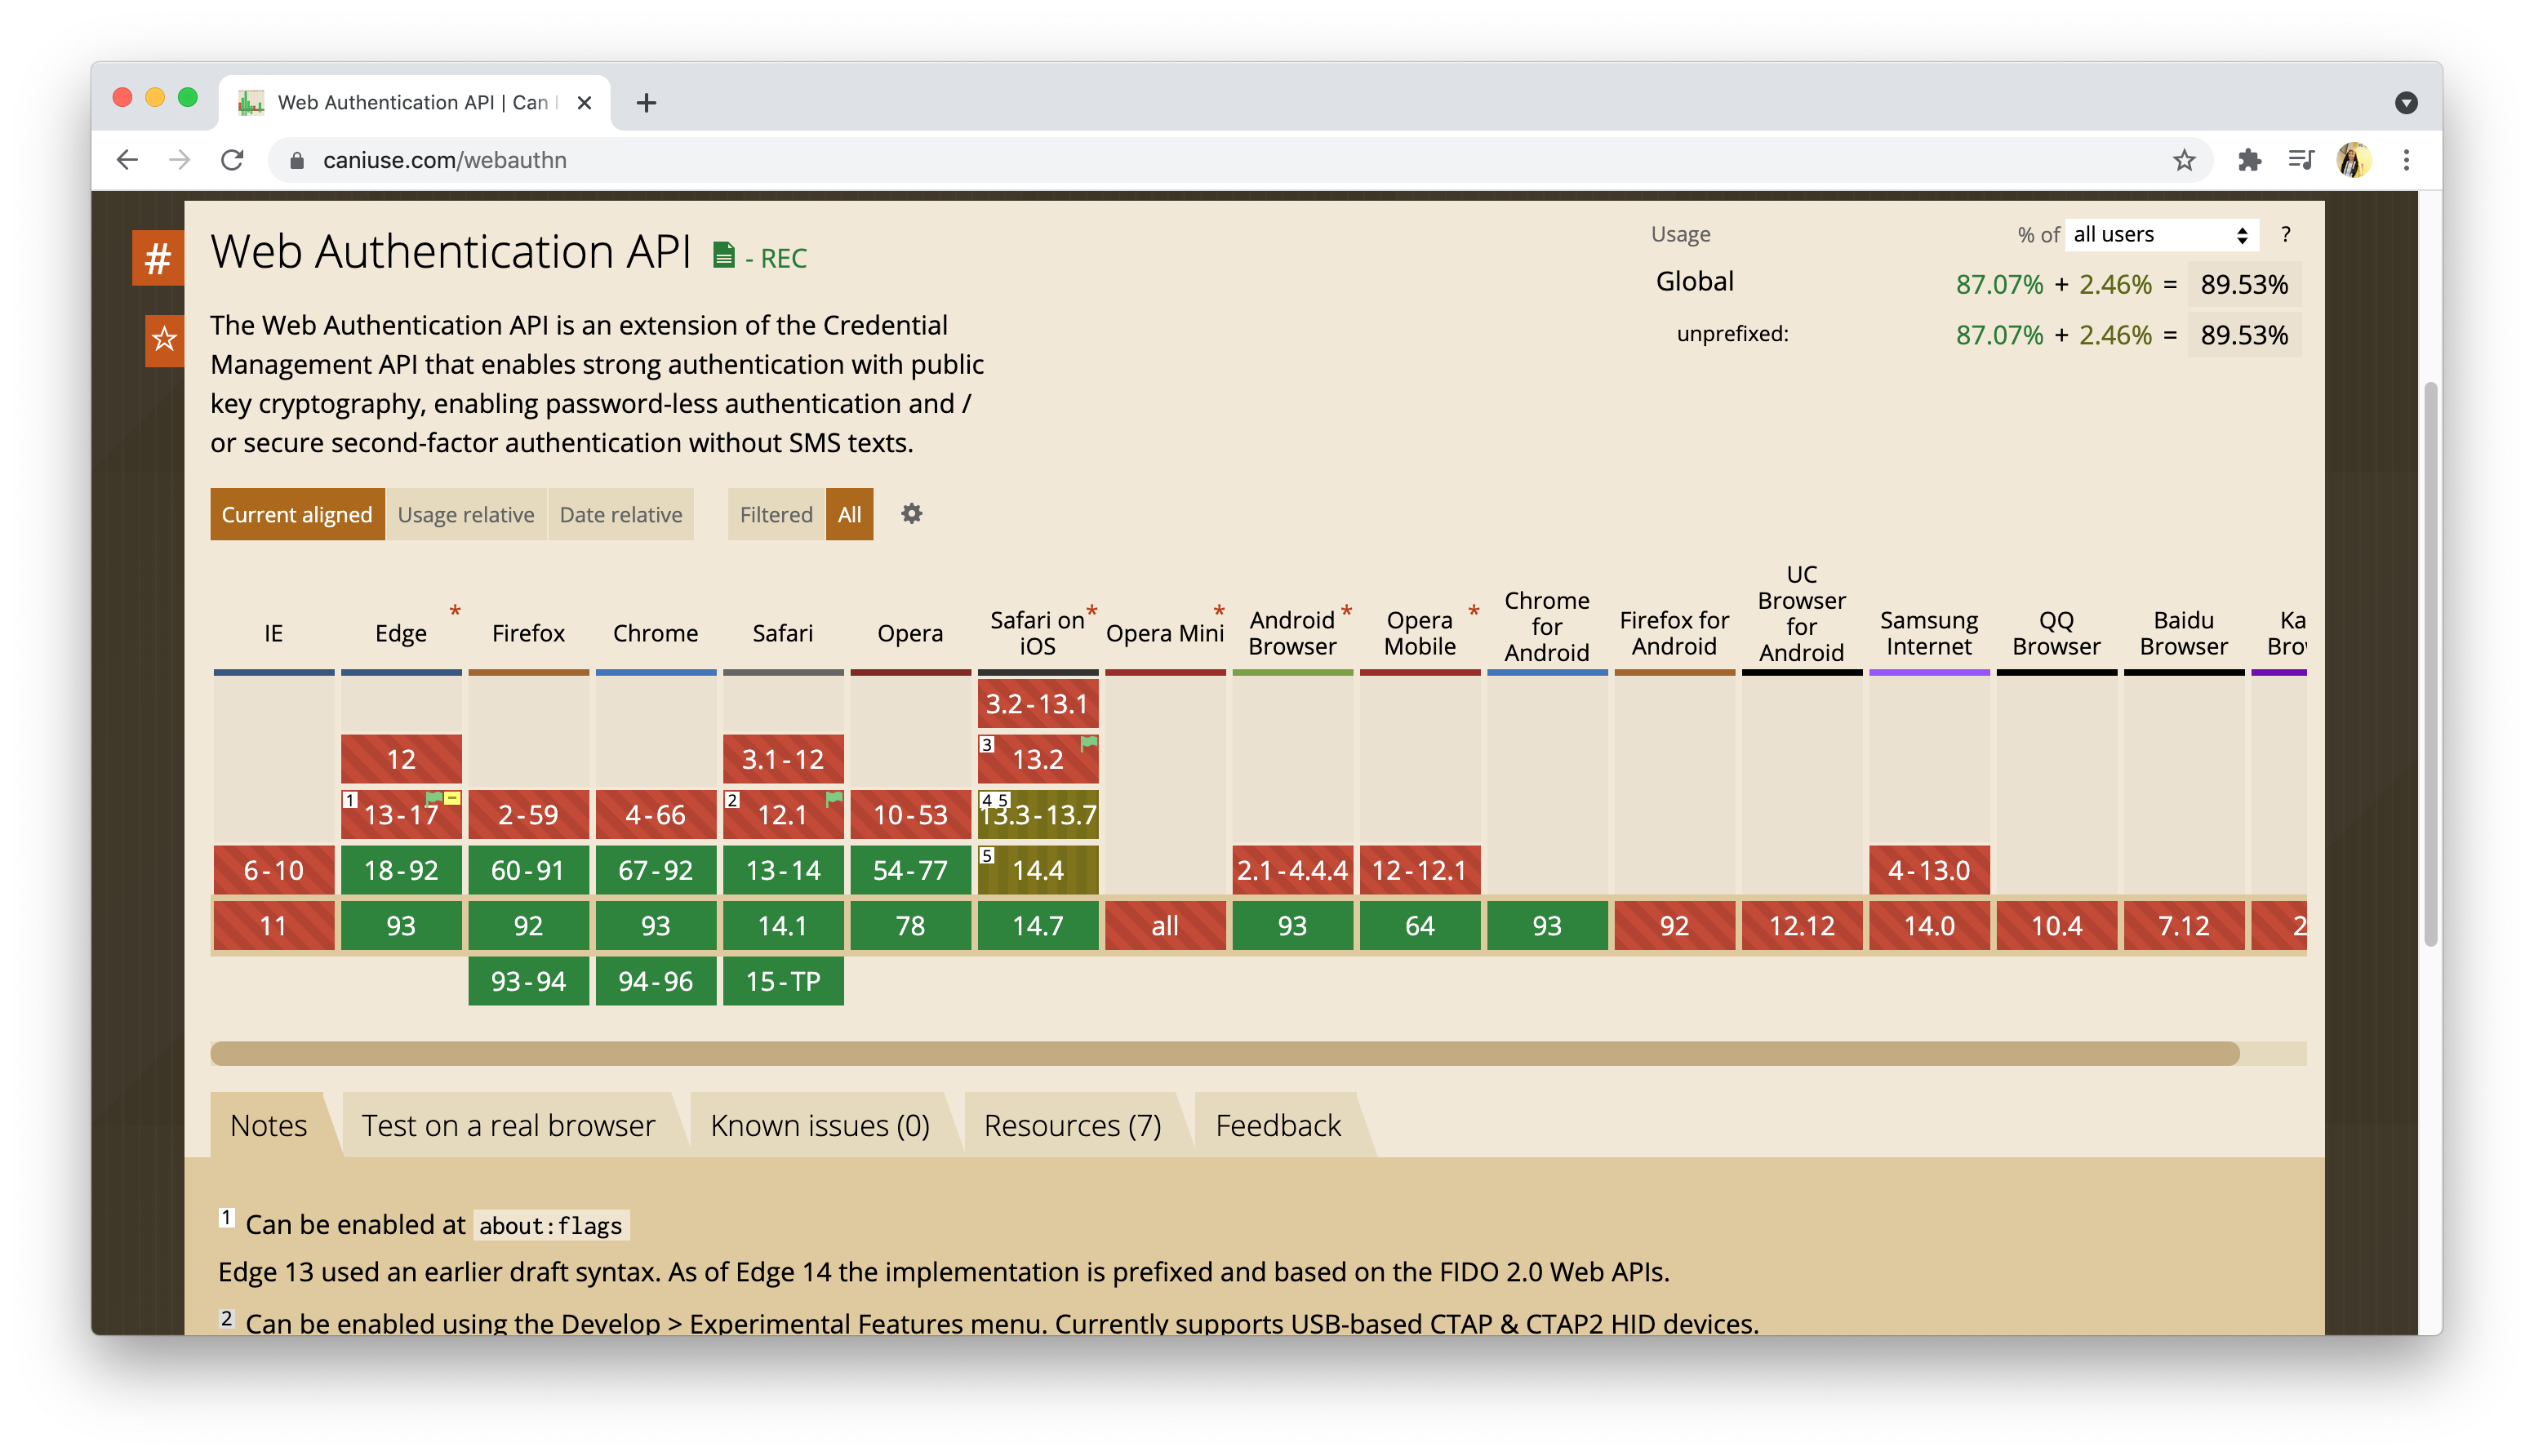 Web Authentication API | Can
caniuse.com/webauthn
#
Web Authentication API - REC
The Web Authentication API is an extension of the Credential
Management API that enables strong authentication with public
key cryptography, enabling password-less authentication and /
or secure second-factor authentication without SMS texts.
Usage % of all users ?
Global 87.07% + 2.46% = 89.53%
unprefixed: 87.07% + 2.46% = 89.53%
Current aligned Usage relative Date relative Filtered All
IE
Edge *
Firefox
Chrome
Safari
Opera
Safari on iOS *
Opera Mini *
Android Browser *
Opera Mobile *
Chrome for Android
Firefox for Android
UC Browser for Android
Samsung Internet
QQ Browser
Baidu Browser
Ka
Brow
3.2-13.1
12 3.1-12 3 13.2
1 13-17 2-59 4-66 2 12.1 10-53 4 5 13.3-13.7
6-10 18-92 60-91 67-92 13-14 54-77 5 14.4 2.1-4.4.4 12-12.1 4-13.0
11 93 92 93 14.1 78 14.7 all 93 64 93 92 12.12 14.0 10.4 7.12 2
93-94 94-96 15-TP
Notes Test on a real browser Known issues (0) Resources (7) Feedback
1 Can be enabled at about:flags
Edge 13 used an earlier draft syntax. As of Edge 14 the implementation is prefixed and based on the FIDO 2.0 Web APIs.
2 Can be enabled using the Develop > Experimental Features menu. Currently supports USB-based CTAP & CTAP2 HID devices.